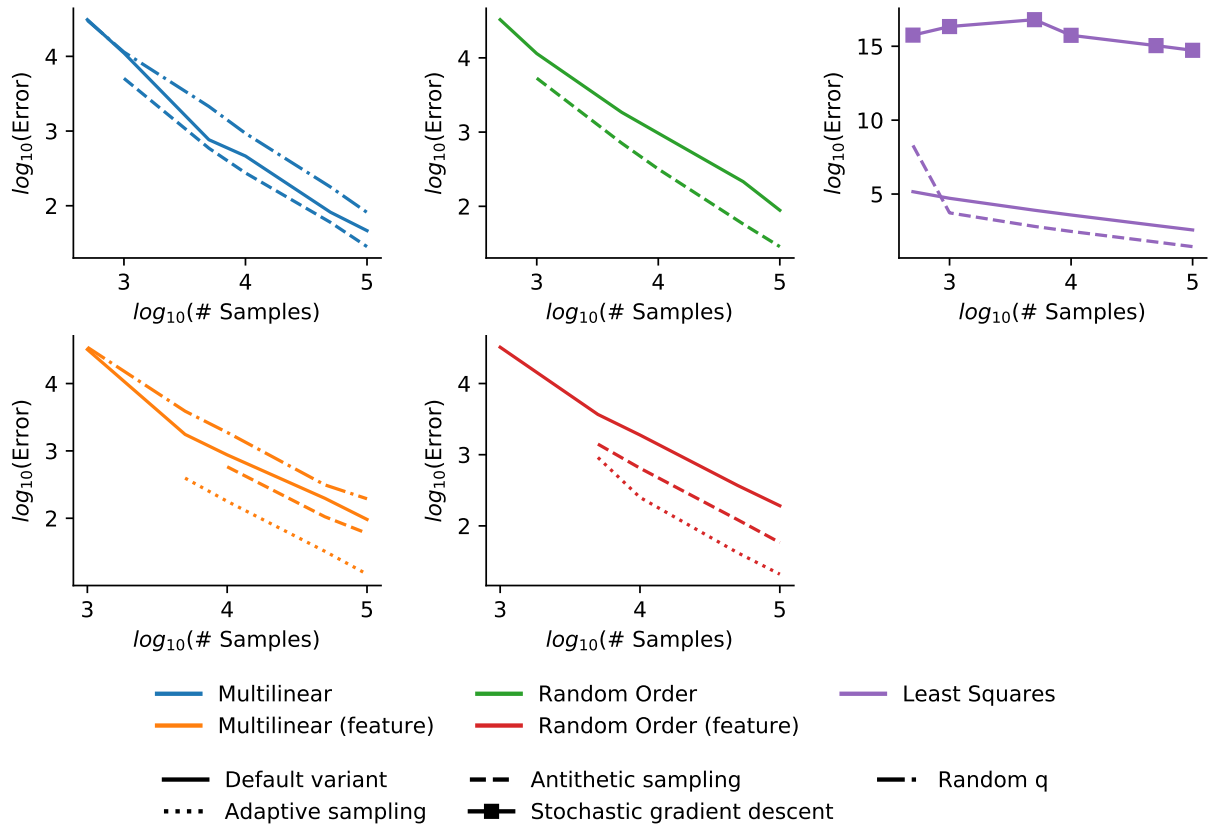 4
3
2
log10(Error)
3 4 5
log10(# Samples)
4
3
2
log10(Error)
3 4 5
log10(# Samples)
15
10
5
log10(Error)
3 4 5
log10(# Samples)
4
3
2
log10(Error)
3 4 5
log10(# Samples)
4
3
2
log10(Error)
3 4 5
log10(# Samples)
Multilinear Random Order Least Squares
Multilinear (feature) Random Order (feature)
Default variant Antithetic sampling Random q
Adaptive sampling Stochastic gradient descent